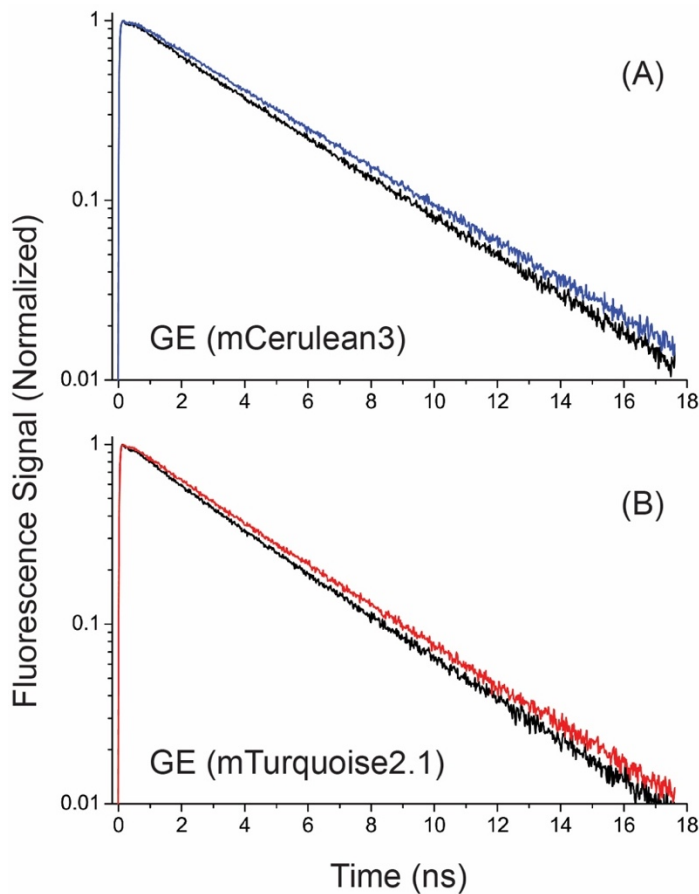 (A)
1
0.1
0.01
GE (mCerulean3)
0 2 4 6 8 10 12 14 16 18
Fluorescence Signal (Normalized)
(B)
1
0.1
0.01
GE (mTurquoise2.1)
0 2 4 6 8 10 12 14 16 18
Time (ns)